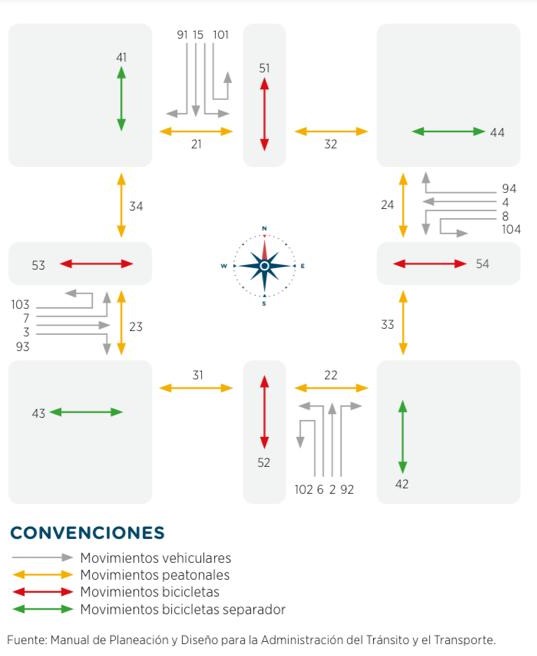 91 15 101
41
51
44
21
32
34
24
94
4
8
104
N
W E
S
53
54
103
7
3
93
23
33
31
22
43
52
42
102 6 2 92
CONVENCIONES
Movimientos vehiculares
Movimientos peatonales
Movimientos bicicletas
Movimientos bicicletas separador
Fuente: Manual de Planeación y Diseño para la Administración del Tránsito y el Transporte.